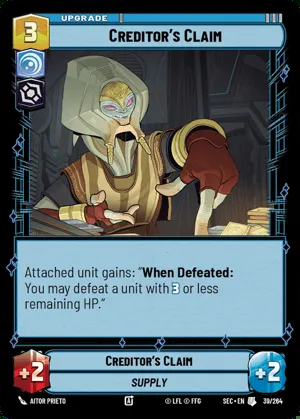 UPGRADE
3
CREDITOR'S CLAIM
Attached unit gains: "When Defeated:
You may defeat a unit with 3 or less
remaining HP."
CREDITOR'S CLAIM
+2
SUPPLY
+2
AITOR PRIETO
© LFL © FFG
SEC • EN
39/264